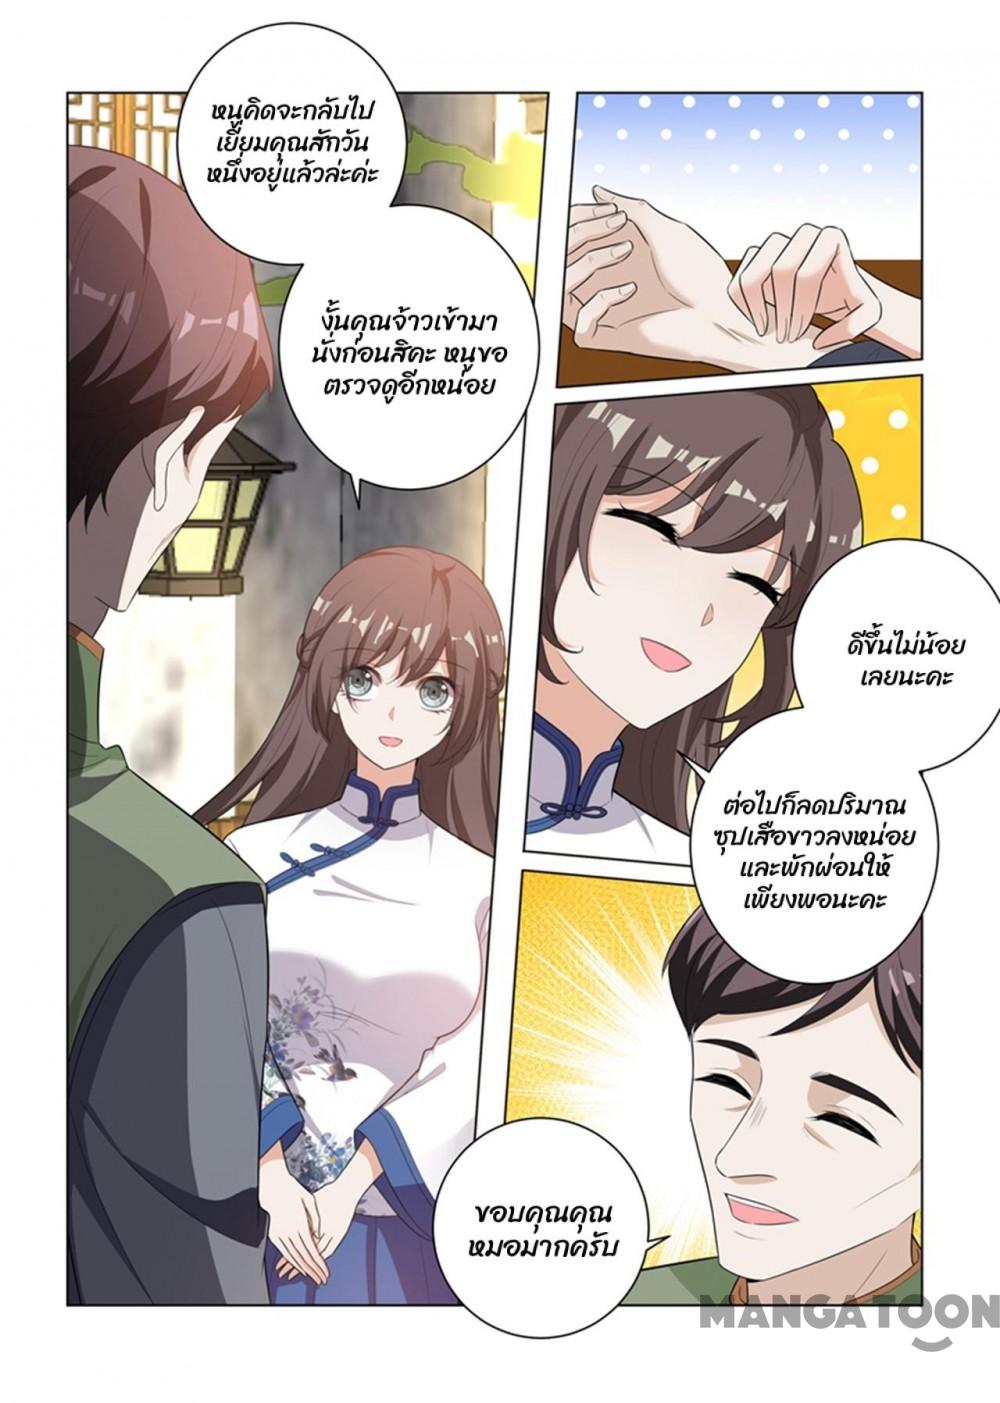 หนูคิดจะกลับไป
เยี่ยมคุณสักวัน
หนึ่งอยู่แล้วล่ะค่ะ
งั้นคุณจ้าวเข้ามา
นั่งก่อนสิคะ หนูขอ
ตรวจดูอีกหน่อย
ดีขึ้นไม่น้อย
เลยนะคะ
ต่อไปก็ลดปริมาณ
ซุปเสือขาวลงหน่อย
และพักผ่อนให้
เพียงพอนะคะ
ขอบคุณคุณ
หมอมากครับ
MANGATOON